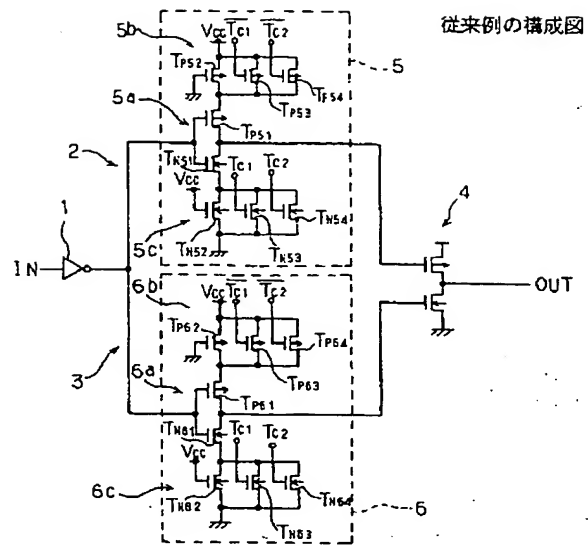 従来例の構成図
5b
VCC
TC1
TC2
TP52
5
TP54
TP53
5a
TP51
2
TN51
TC1
TC2
VCC
4
1
TN54
5c
TN52
TN53
IN
OUT
6b
VCC
TC1
TC2
TP62
TP64
3
TP63
6a
TP61
TN61
TC1
TC2
VCC
6c
TN64
TN62
TN63
6